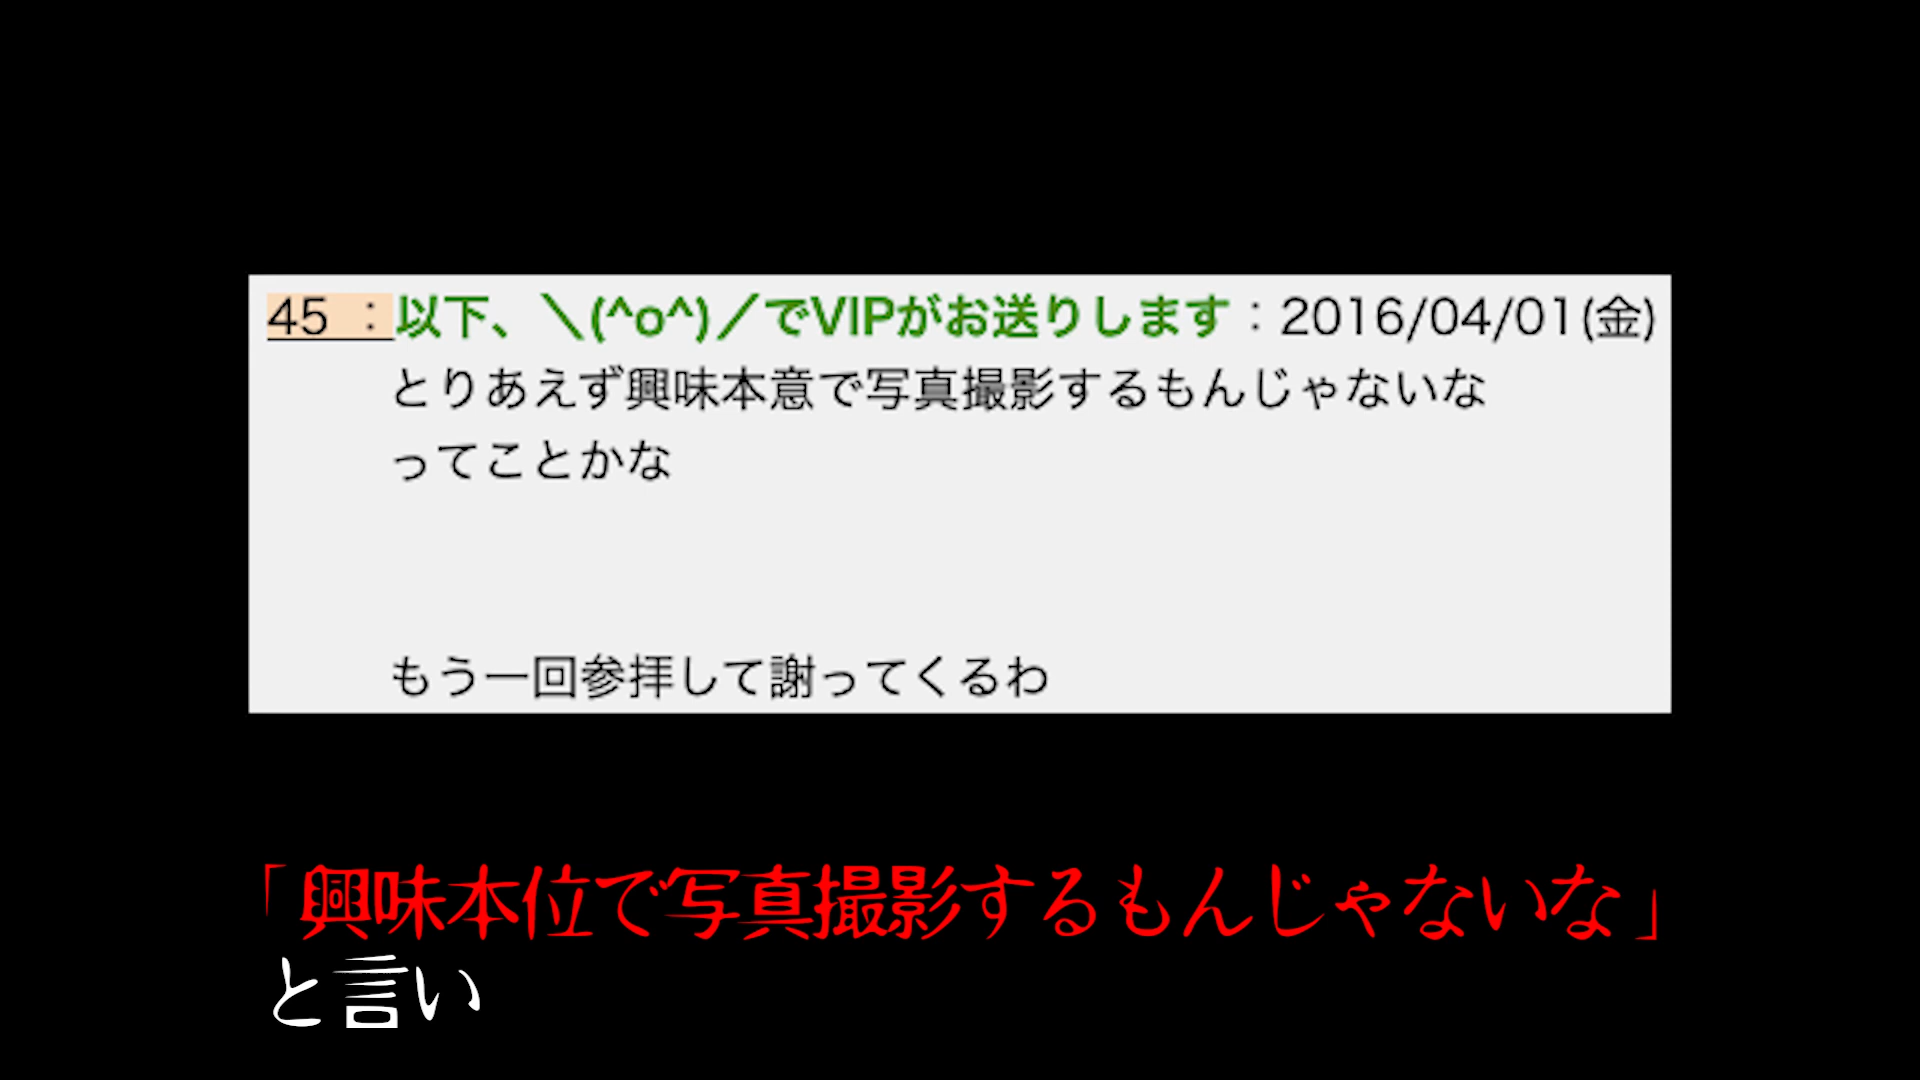 45 ：以下、＼(^o^)／でVIPがお送りします：2016/04/01(金)
とりあえず興味本意で写真撮影するもんじゃないな
ってことかな
もう一回参拝して謝ってくるわ
「興味本位で写真撮影するもんじゃないな」
と言い